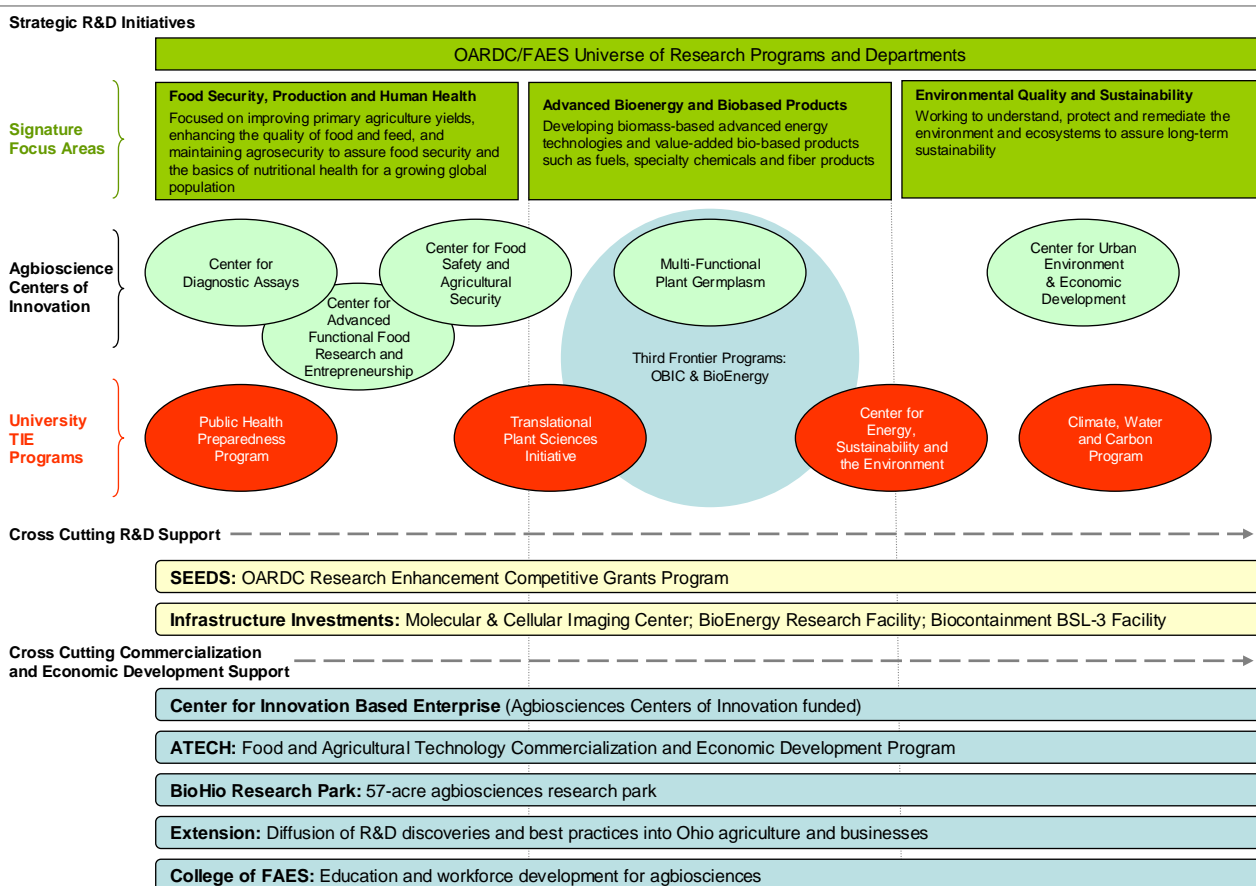 Strategic R&D Initiatives
OARDC/FAES Universe of Research Programs and Departments
Signature
Focus Areas
Food Security, Production and Human Health
Focused on improving primary agriculture yields,
enhancing the quality of food and feed, and
maintaining agrosecurity to assure food security and
the basics of nutritional health for a growing global
population
Advanced Bioenergy and Biobased Products
Developing biomass-based advanced energy
technologies and value-added bio-based products
such as fuels, specialty chemicals and fiber products
Environmental Quality and Sustainability
Working to understand, protect and remediate the
environment and ecosystems to assure long-term
sustainability
Agbioscience
Centers of
Innovation
Center for
Diagnostic Assays
Center for
Advanced
Functional Food
Research and
Entrepreneurship
Center for Food
Safety and
Agricultural
Security
Multi-Functional
Plant Germplasm
Center for Urban
Environment
& Economic
Development
Third Frontier Programs:
OBIC & BioEnergy
University
TIE
Programs
Public Health
Preparedness
Program
Translational
Plant Sciences
Initiative
Center for
Energy,
Sustainability and
the Environment
Climate, Water
and Carbon
Program
Cross Cutting R&D Support
SEEDS: OARDC Research Enhancement Competitive Grants Program
Infrastructure Investments: Molecular & Cellular Imaging Center; BioEnergy Research Facility; Biocontainment BSL-3 Facility
Cross Cutting Commercialization
and Economic Development Support
Center for Innovation Based Enterprise (Agbiosciences Centers of Innovation funded)
ATECH: Food and Agricultural Technology Commercialization and Economic Development Program
BioHio Research Park: 57-acre agbiosciences research park
Extension: Diffusion of R&D discoveries and best practices into Ohio agriculture and businesses
College of FAES: Education and workforce development for agbiosciences